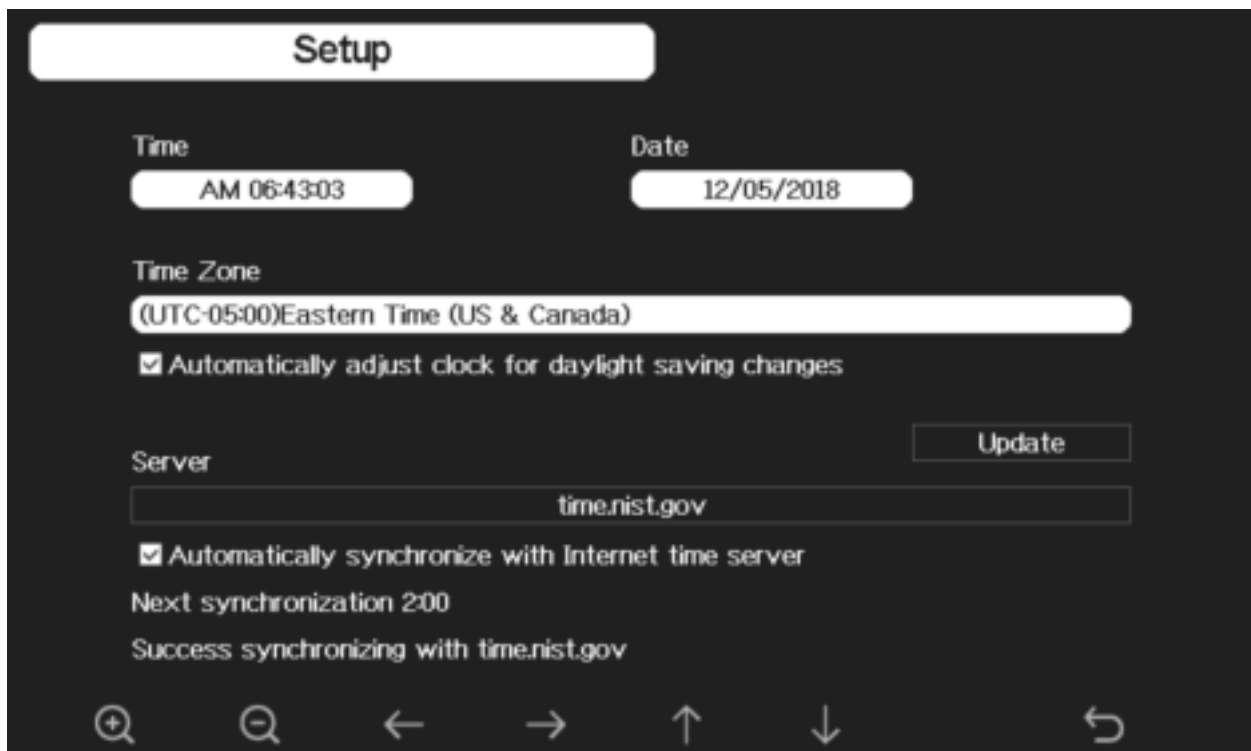 Setup
Time Date
AM 06:43:03 12/05/2018
Time Zone
(UTC-05:00)Eastern Time (US & Canada)
Automatically adjust clock for daylight saving changes
Update
Server
time.nist.gov
Automatically synchronize with Internet time server
Next synchronization 2:00
Success synchronizing with time.nist.gov